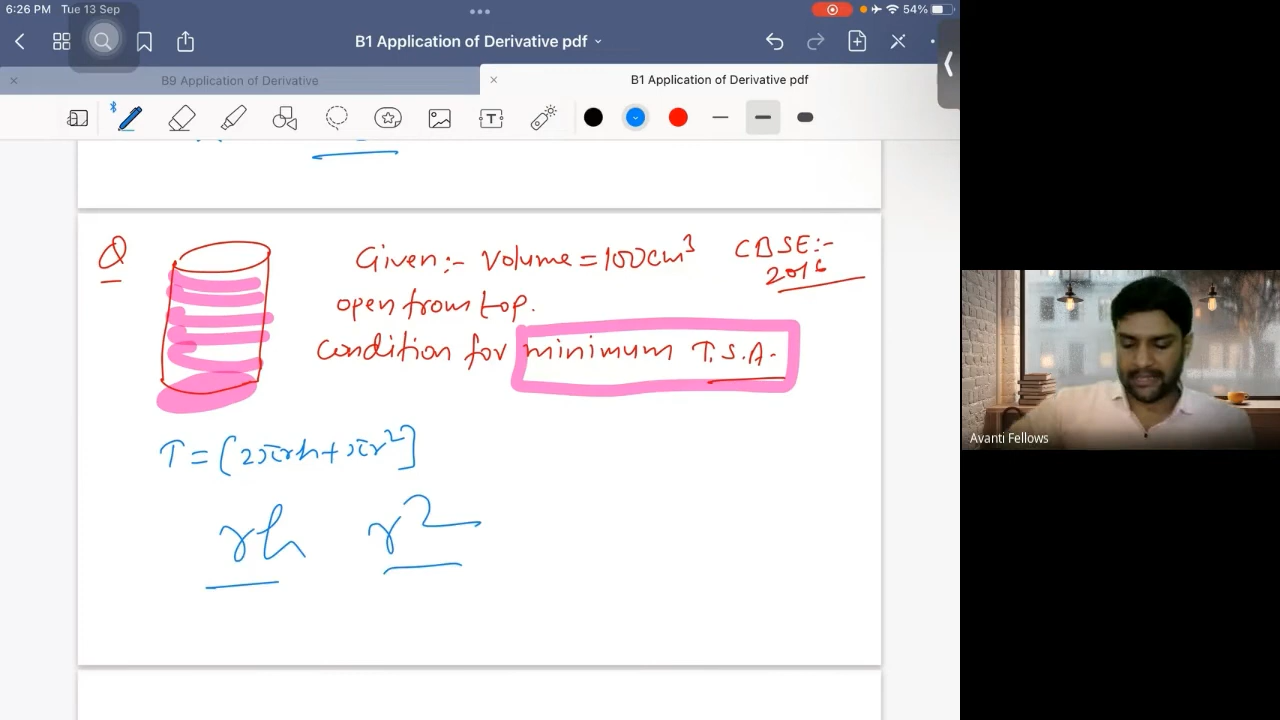 6:26 PM Tue 13 Sep
54%
B1 Application of Derivative pdf
B9 Application of Derivative
B1 Application of Derivative pdf
Q
Given:- Volume = 100cm³
CBSE:-
2016
open from top.
condition for minimum T.S.A.
T = [2πrh+πr²]
rh r²
Avanti Fellows